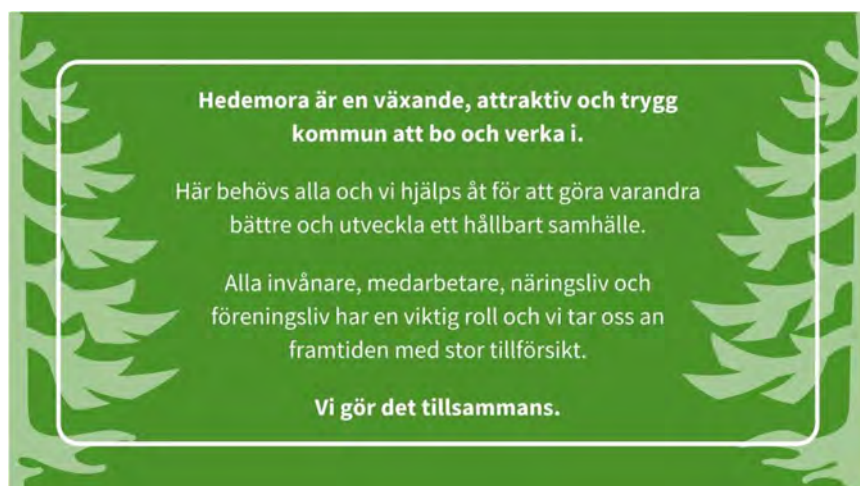 Hedemora är en växande, attraktiv och trygg
kommun att bo och verka i.
Här behövs alla och vi hjälps åt för att göra varandra
bättre och utveckla ett hållbart samhälle.
Alla invånare, medarbetare, näringsliv och
föreningsliv har en viktig roll och vi tar oss an
framtiden med stor tillförsikt.
Vi gör det tillsammans.